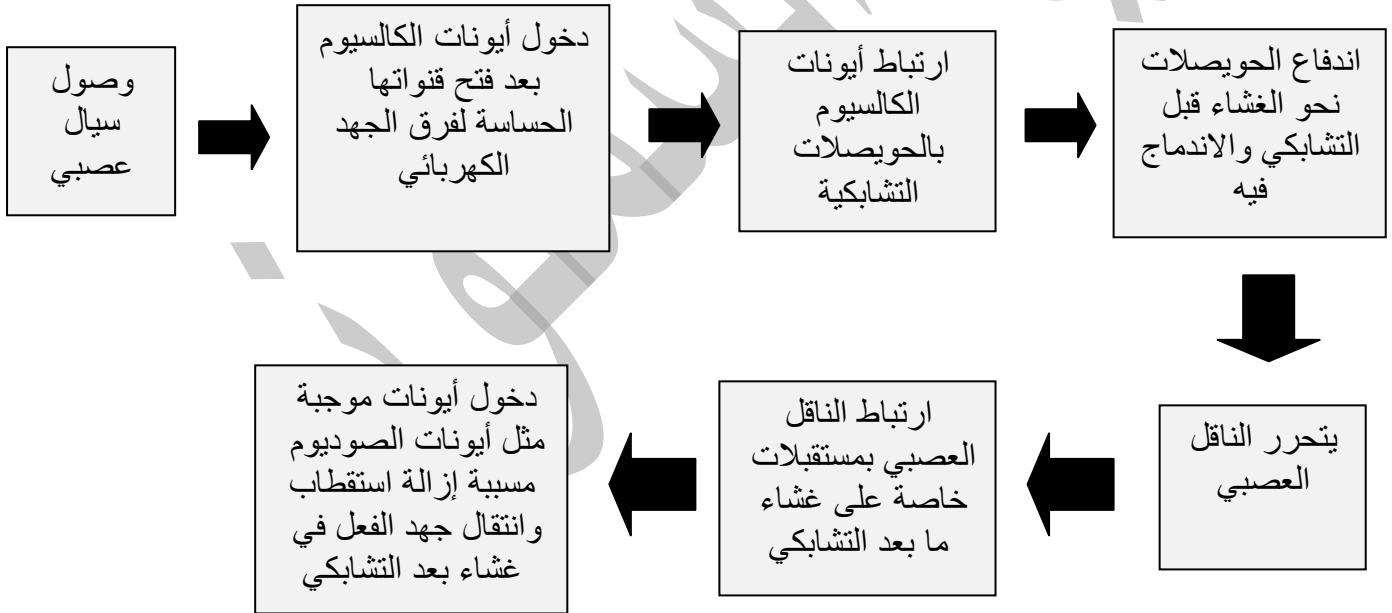 وصول
سيال
عصبي
دخول أيونات الكالسيوم
بعد فتح قنواتها
الحساسة لفرق الجهد
الكهربائي
ارتباط أيونات
الكالسيوم
بالحويصلات
التشابكية
اندفاع الحويصلات
نحو الغشاء قبل
التشابكي والاندماج
فيه
يتحرر الناقل
العصبي
ارتباط الناقل
العصبي بمستقبلات
خاصة على غشاء
ما بعد التشابكي
دخول أيونات موجبة
مثل أيونات الصوديوم
مسببة إزالة استقطاب
وانتقال جهد الفعل في
غشاء بعد التشابكي